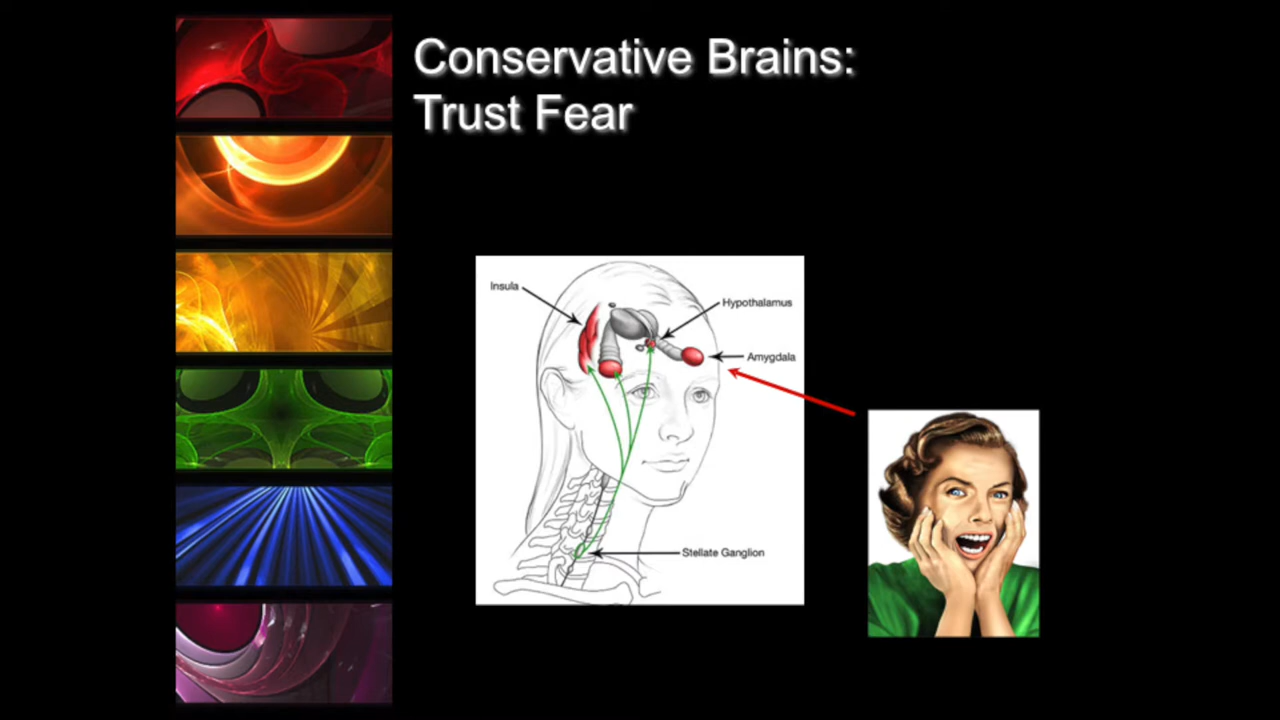 Conservative Brains:
Trust Fear
Insula
Hypothalamus
Amygdala
Stellate Ganglion